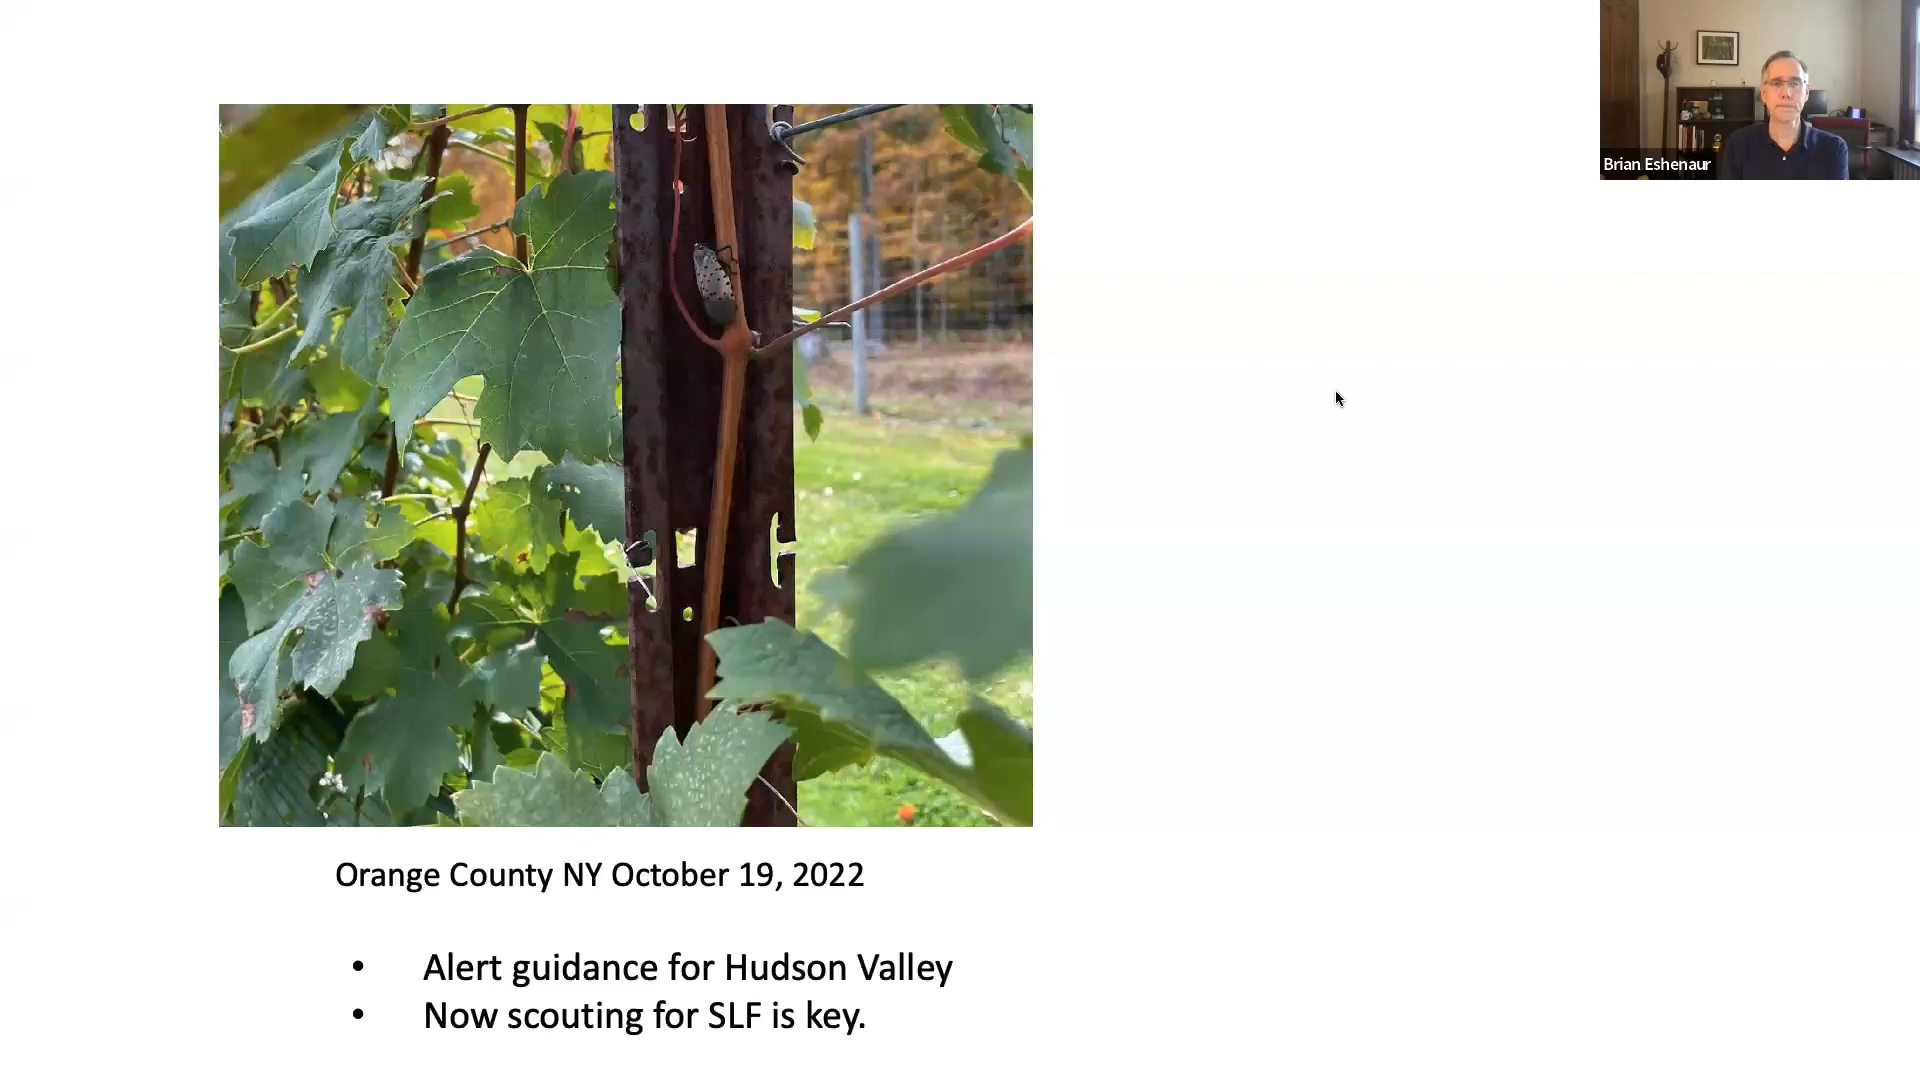 Brian Eshenaur
Orange County NY October 19, 2022
• Alert guidance for Hudson Valley
• Now scouting for SLF is key.